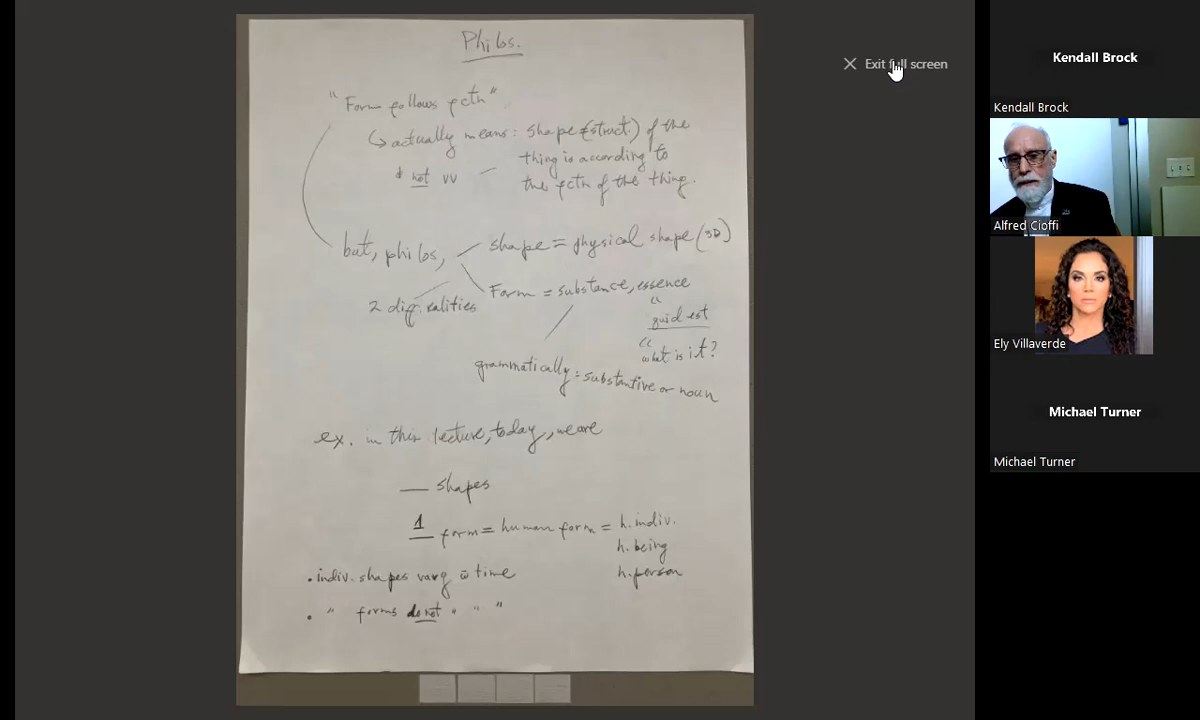 Philos.
"Form follows fctn"
↳ actually means: shape (struct.) of the
thing is according to
the fctn of the thing.
& not vv
but, philos,
shape = physical shape (3D)
Form = substance, essence
2 diff. realities
"quid est
"what is it?
grammatically = substantive or noun
ex. in this lecture, today, we are
__ shapes
1 form = human form = h. indiv.
h. being
h. person
• indiv. shapes vary w̄ time
• " forms do not " " "
Exit full screen
Kendall Brock
Kendall Brock
Alfred Cioffi
Ely Villaverde
Michael Turner
Michael Turner